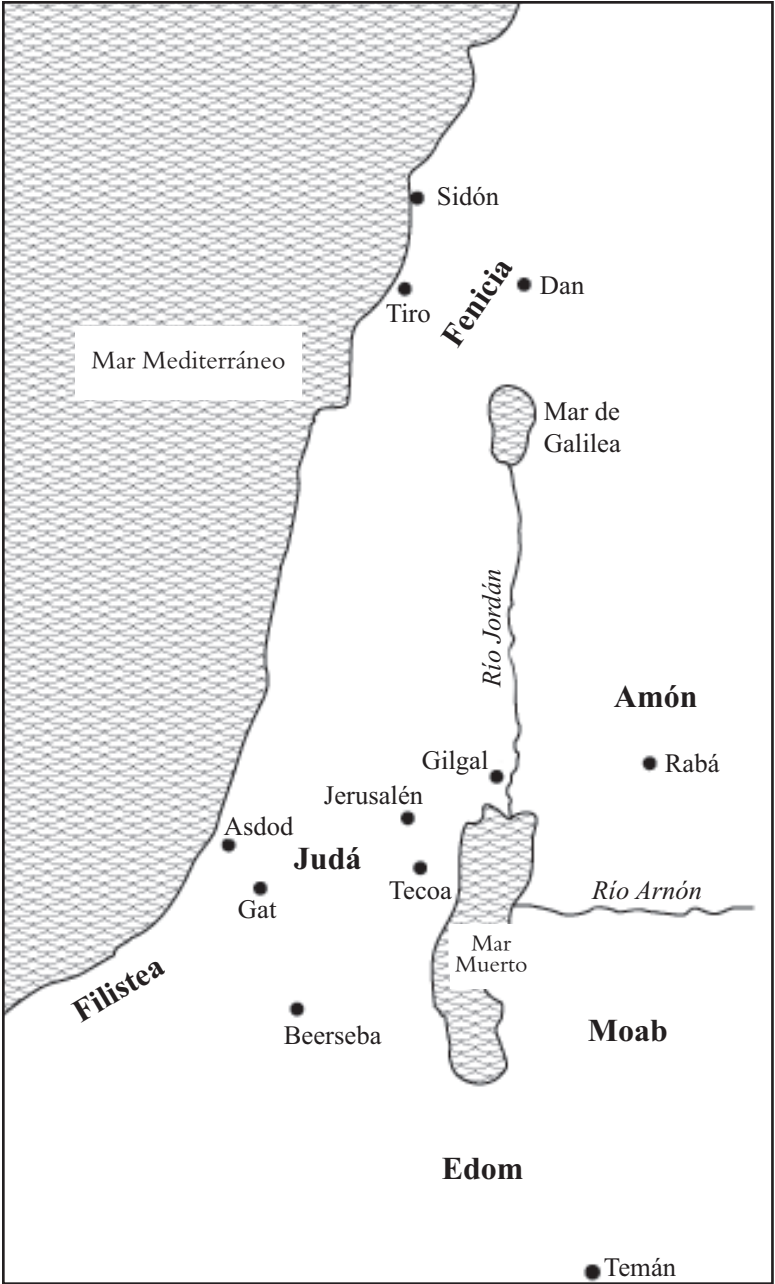 Sidón
Dan
Fenicia
Tiro
Mar Mediterráneo
Mar de
Galilea
Río Jordán
Amón
Gilgal
Rabá
Jerusalén
Asdod
Judá
Tecoa
Río Arnón
Gat
Mar
Muerto
Filistea
Beerseba
Moab
Edom
Temán